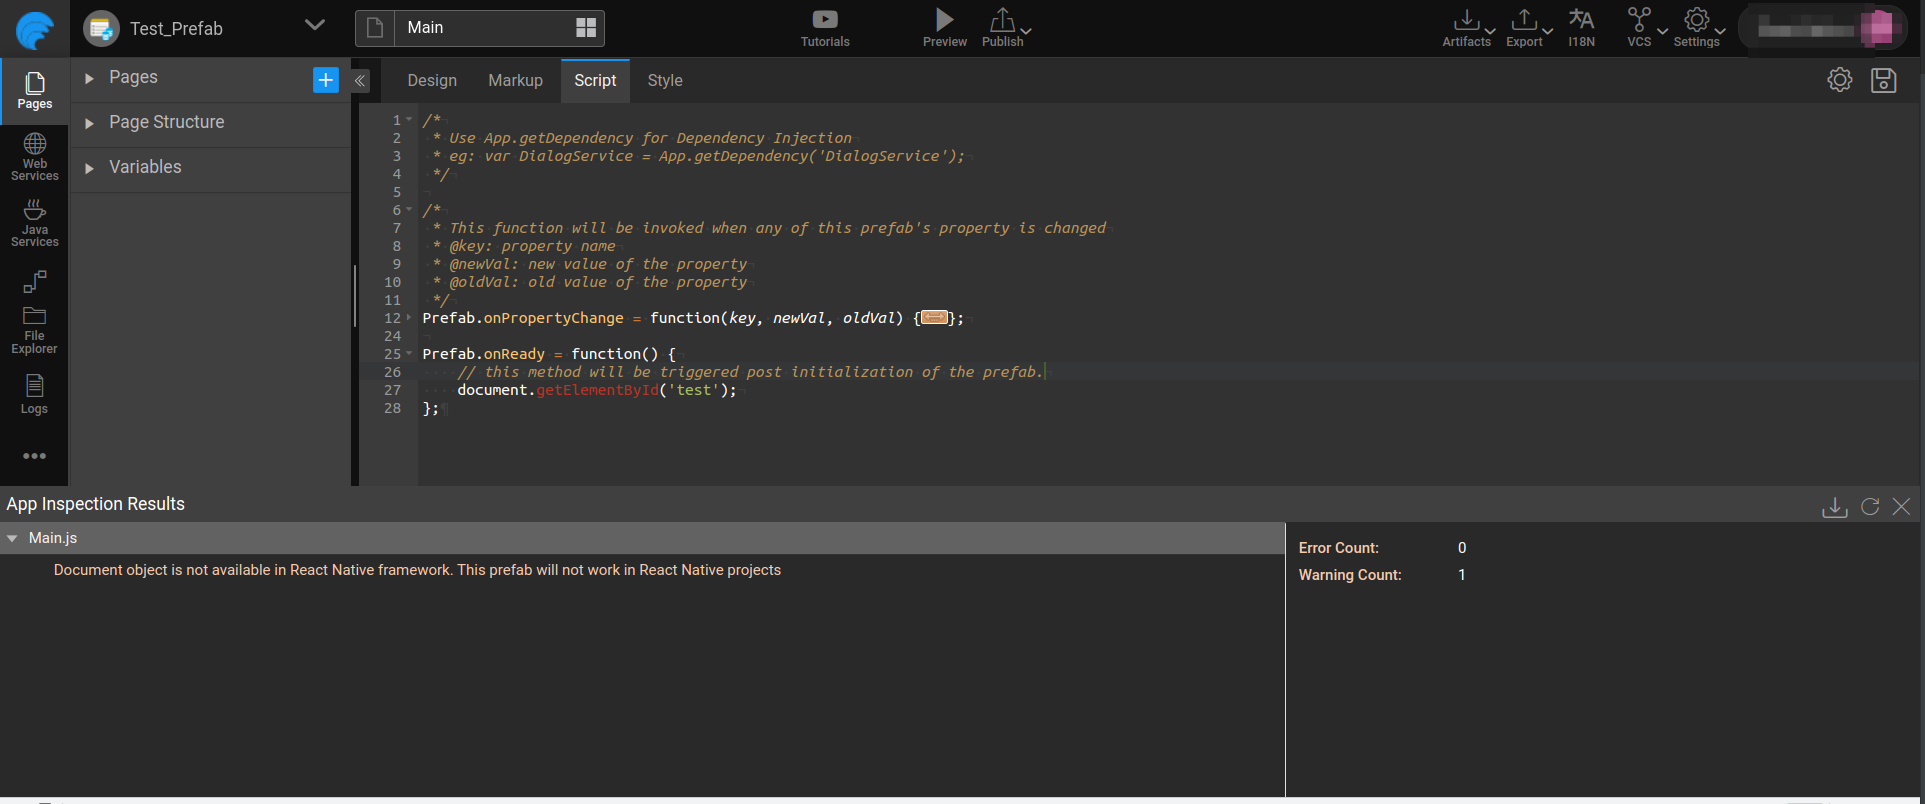 Test_Prefab
Main
Tutorials
Preview
Publish
Artifacts
Export
I18N
VCS
Settings
Pages
Web
Services
Java
Services
File
Explorer
Logs
Pages
Page Structure
Variables
Design
Markup
Script
Style
1 /*
2 * Use App.getDependency for Dependency Injection
3 * eg: var DialogService = App.getDependency('DialogService');
4 */
5
6 /*
7 * This function will be invoked when any of this prefab's property is changed
8 * @key: property name
9 * @newVal: new value of the property
10 * @oldVal: old value of the property
11 */
12 Prefab.onPropertyChange = function(key, newVal, oldVal) {};
24
25 Prefab.onReady = function() {
26 // this method will be triggered post initialization of the prefab.
27 document.getElementById('test');
28 };
App Inspection Results
Main.js
Document object is not available in React Native framework. This prefab will not work in React Native projects
Error Count: 0
Warning Count: 1